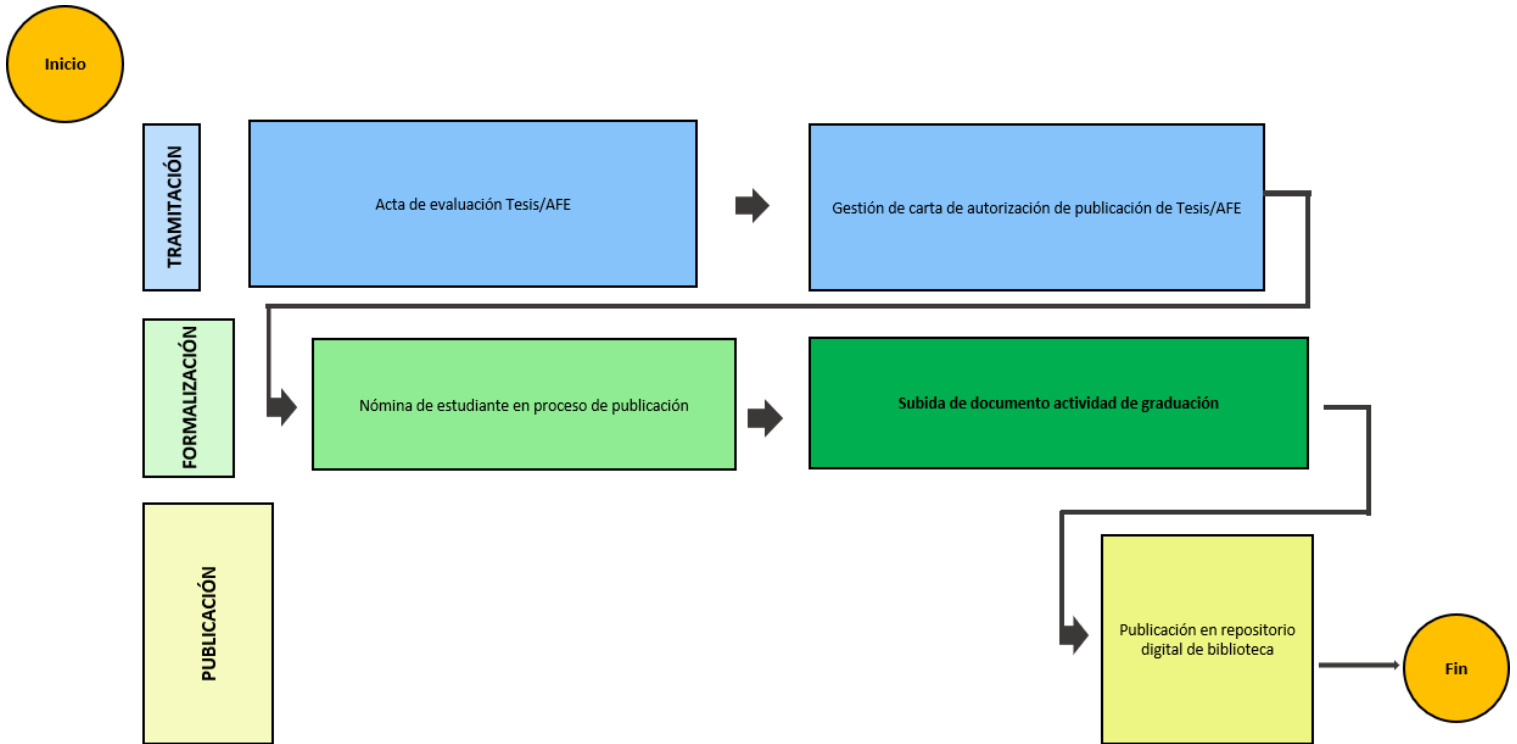 Inicio
TRAMITACIÓN
Acta de evaluación Tesis/AFE
Gestión de carta de autorización de publicación de Tesis/AFE
FORMALIZACIÓN
Nómina de estudiante en proceso de publicación
Subida de documento actividad de graduación
PUBLICACIÓN
Publicación en repositorio
digital de biblioteca
Fin